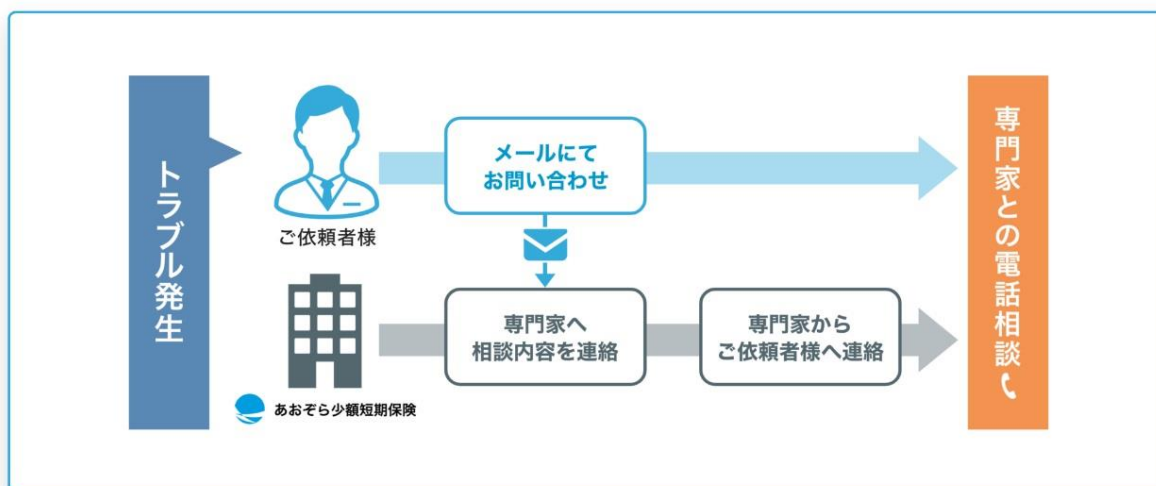 トラブル発生
ご依頼者様
メールにて
お問い合わせ
あおぞら少額短期保険
専門家へ
相談内容を連絡
専門家から
ご依頼者様へ連絡
専門家との電話相談